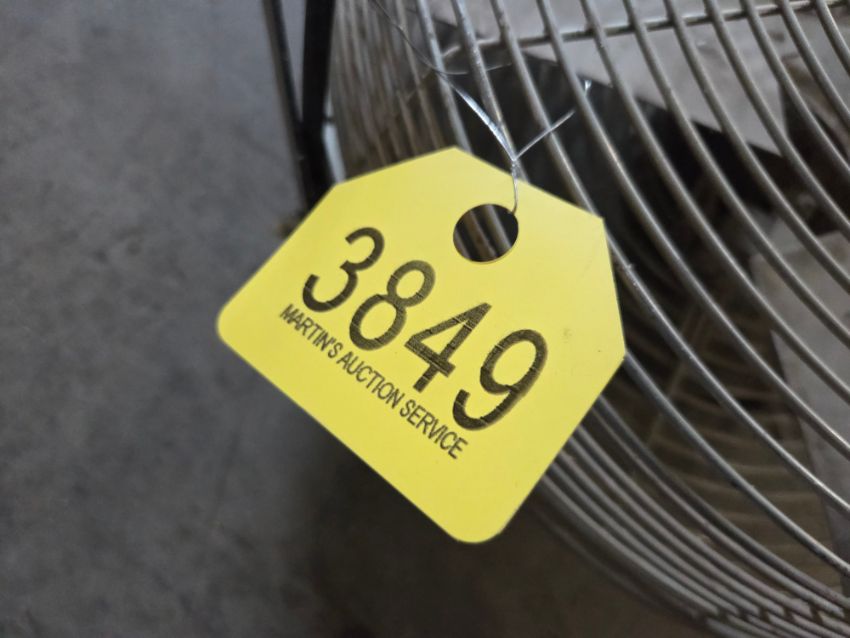 3849
MARTIN'S AUCTION SERVICE